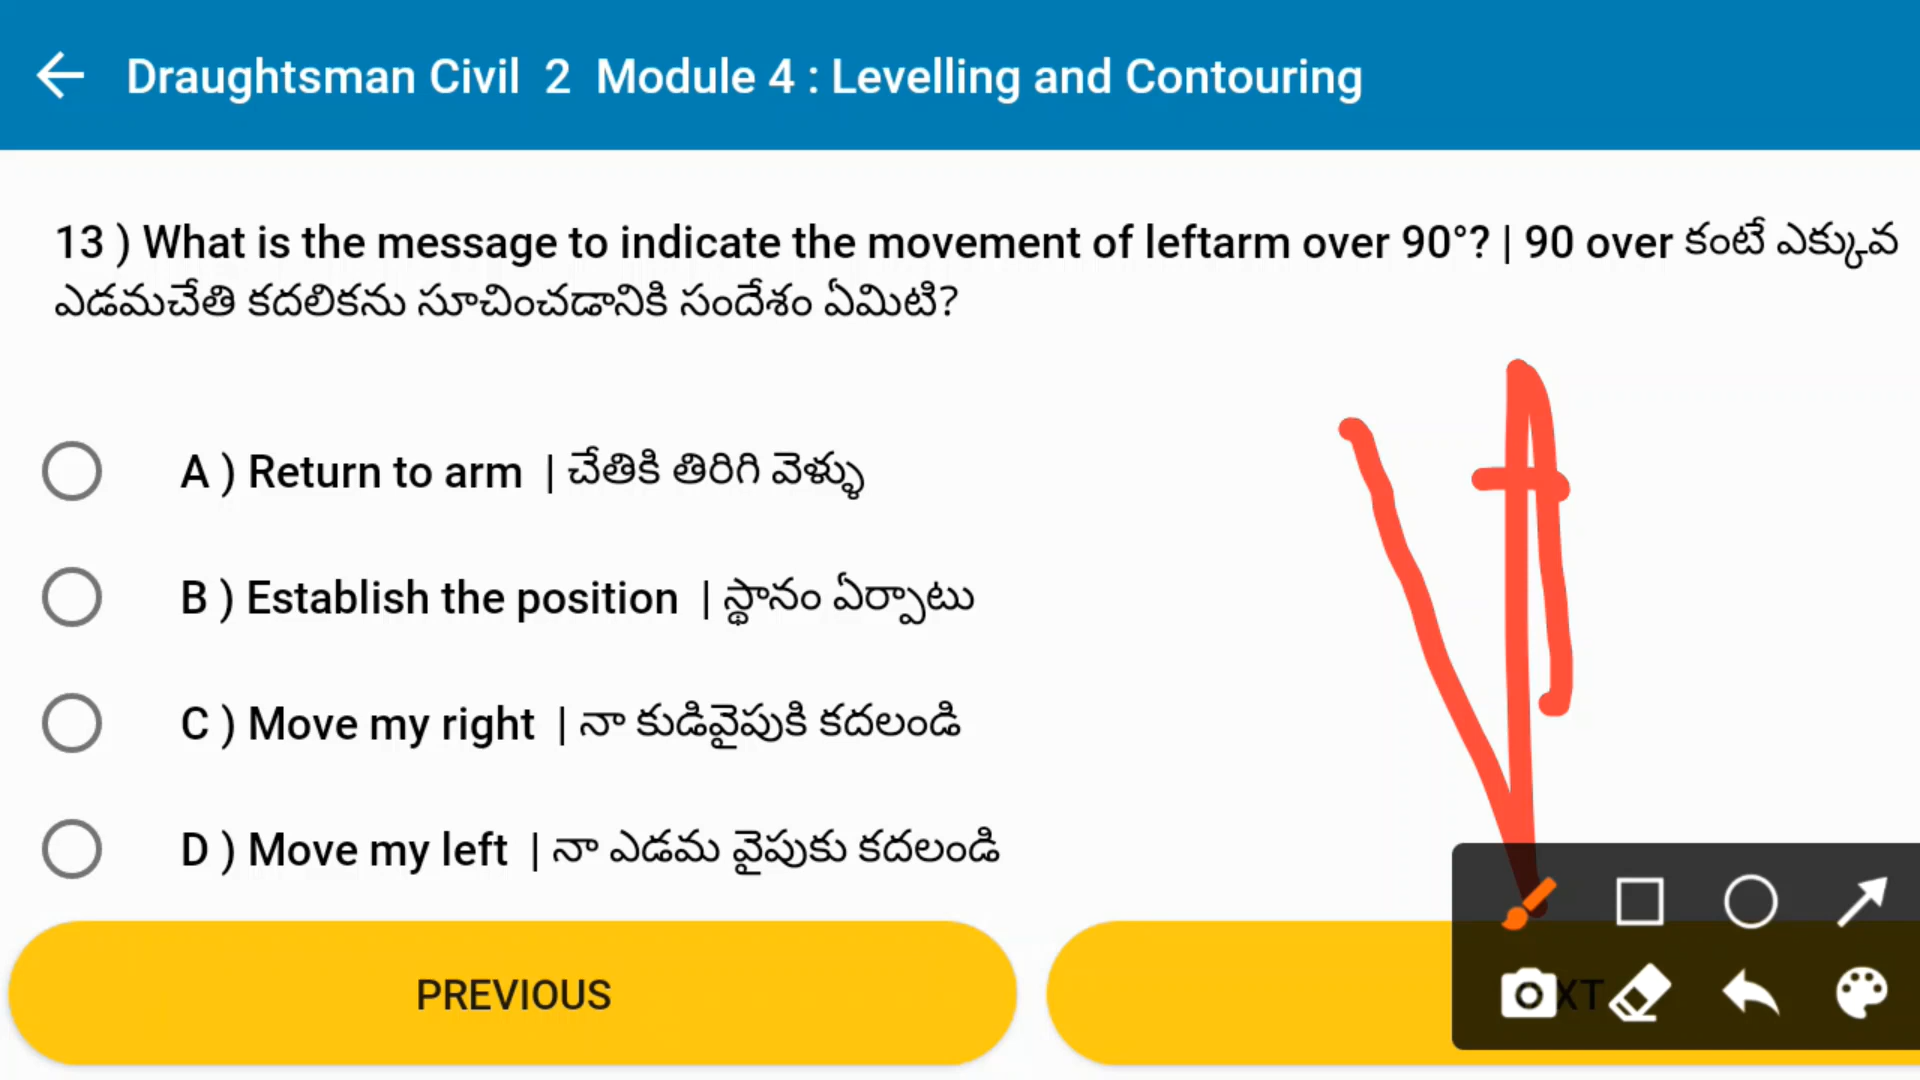 Draughtsman Civil 2 Module 4 : Levelling and Contouring
13 ) What is the message to indicate the movement of leftarm over 90°? | 90 over కంటే ఎక్కువ
ఎడమచేతి కదలికను సూచించడానికి సందేశం ఏమిటి?
A ) Return to arm | చేతికి తిరిగి వెళ్ళు
B ) Establish the position | స్థానం ఏర్పాటు
C ) Move my right | నా కుడివైపుకి కదలండి
D ) Move my left | నా ఎడమ వైపుకు కదలండి
PREVIOUS